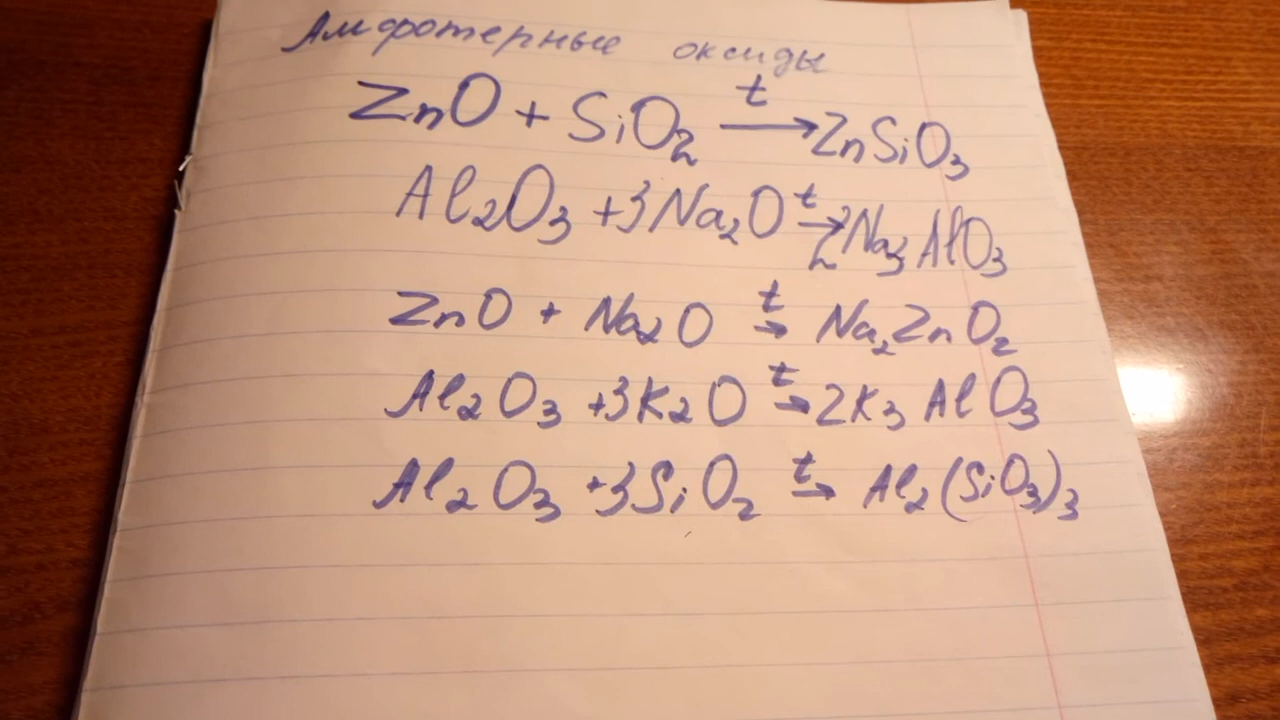 Амфотерные оксиды
ZnO + SiO₂ t→ ZnSiO₃
Al₂O₃ + 3Na₂O t→ 2Na₃AlO₃
ZnO + Na₂O t→ Na₂ZnO₂
Al₂O₃ + 3K₂O t→ 2K₃AlO₃
Al₂O₃ + 3SiO₂ t→ Al₂(SiO₃)₃